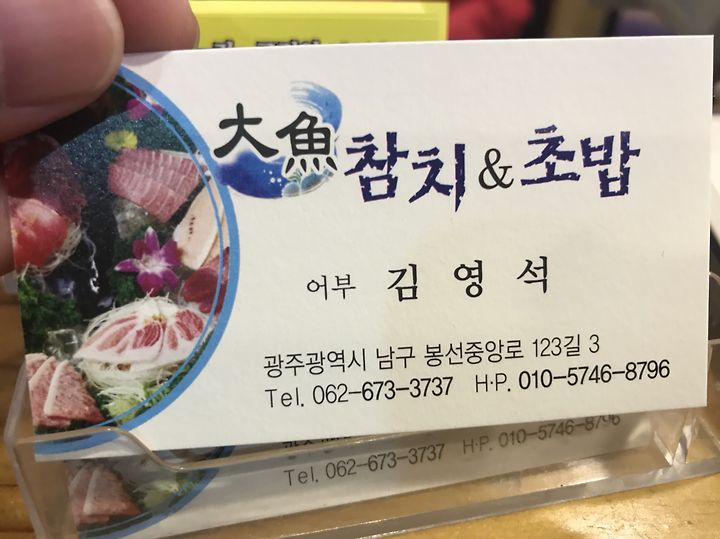 大魚 참치&초밥
어부 김영석
광주광역시 남구 봉선중앙로 123길 3
Tel. 062-673-3737 H·P. 010-5746-8796
Tel. 062-673-3737 H·P. 010-5746-8796